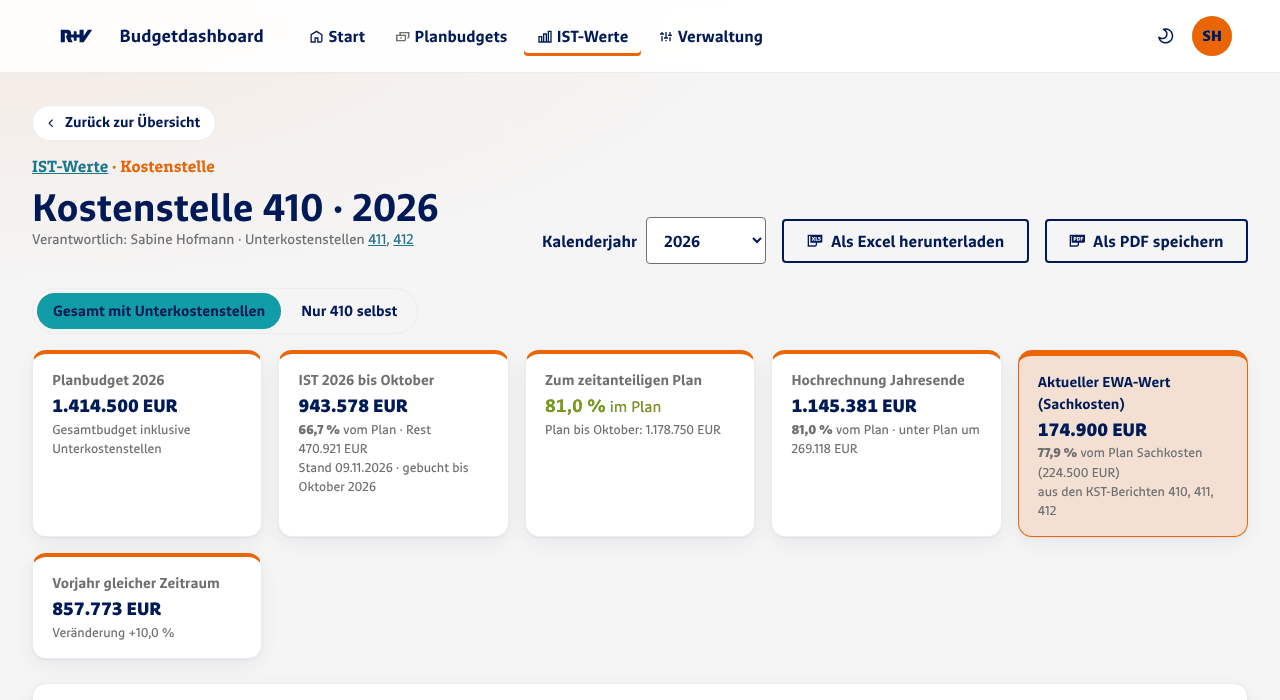 R+V Budgetdashboard Start Planbudgets IST-Werte Verwaltung SH
Zurück zur Übersicht
IST-Werte · Kostenstelle
Kostenstelle 410 · 2026
Verantwortlich: Sabine Hofmann · Unterkostenstellen 411, 412
Kalenderjahr 2026 Als Excel herunterladen Als PDF speichern
Gesamt mit Unterkostenstellen Nur 410 selbst
Planbudget 2026
1.414.500 EUR
Gesamtbudget inklusive
Unterkostenstellen
IST 2026 bis Oktober
943.578 EUR
66,7 % vom Plan · Rest
470.921 EUR
Stand 09.11.2026 · gebucht bis
Oktober 2026
Zum zeitanteiligen Plan
81,0 % im Plan
Plan bis Oktober: 1.178.750 EUR
Hochrechnung Jahresende
1.145.381 EUR
81,0 % vom Plan · unter Plan um
269.118 EUR
Aktueller EWA-Wert
(Sachkosten)
174.900 EUR
77,9 % vom Plan Sachkosten
(224.500 EUR)
aus den KST-Berichten 410, 411,
412
Vorjahr gleicher Zeitraum
857.773 EUR
Veränderung +10,0 %